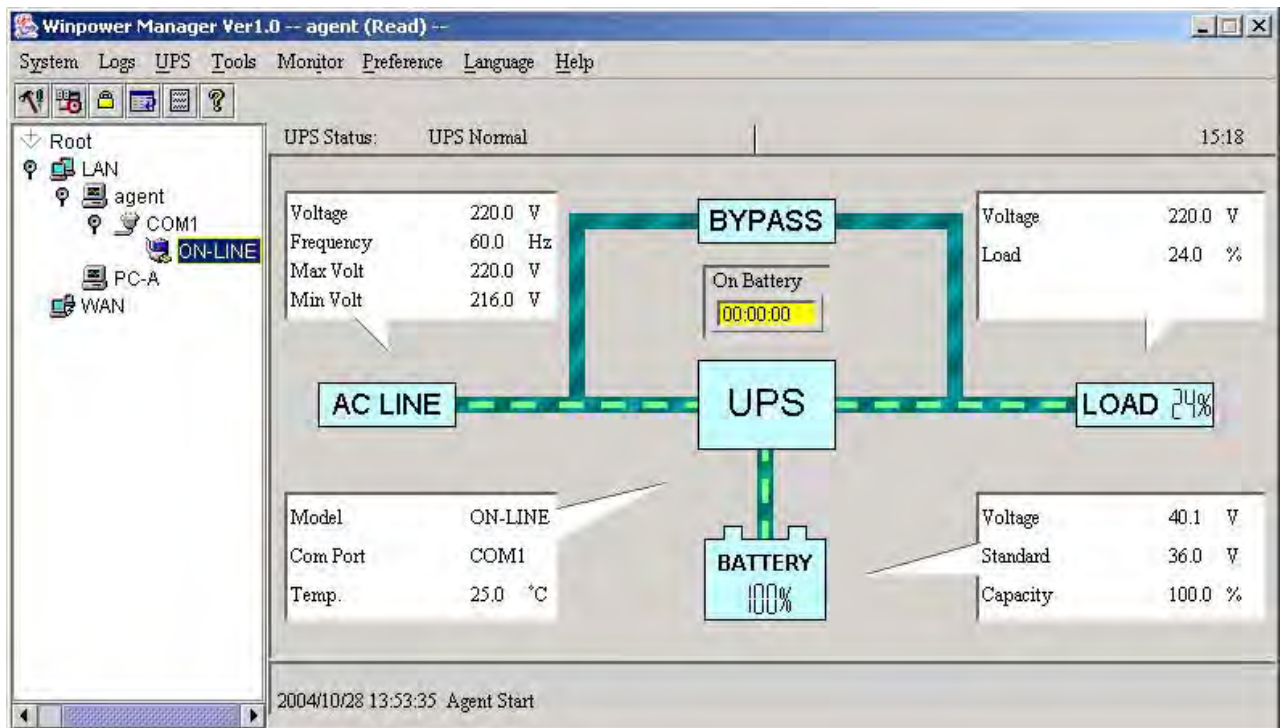 Winpower Manager Ver1.0 -- agent (Read) --
System Logs UPS Tools Monitor Preference Language Help
Root
LAN
agent
COM1
ON-LINE
PC-A
WAN
UPS Status: UPS Normal 15:18
Voltage 220.0 V
Frequency 60.0 Hz
Max Volt 220.0 V
Min Volt 216.0 V
BYPASS
On Battery
00:00:00
Voltage 220.0 V
Load 24.0 %
AC LINE
UPS
LOAD 24%
Model ON-LINE
Com Port COM1
Temp. 25.0 °C
BATTERY
100%
Voltage 40.1 V
Standard 36.0 V
Capacity 100.0 %
2004/10/28 13:53:35 Agent Start